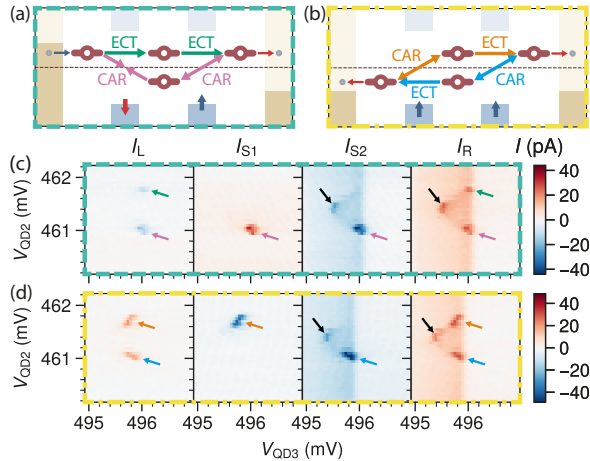 (a)
ECT
ECT
CAR
CAR
(b)
CAR
ECT
ECT
CAR
I_L
I_S1
I_S2
I_R
I (pA)
(c)
V_QD2 (mV)
462
461
40
20
0
−20
−40
(d)
V_QD2 (mV)
462
461
40
20
0
−20
−40
495 496 495 496 495 496 495 496
V_QD3 (mV)